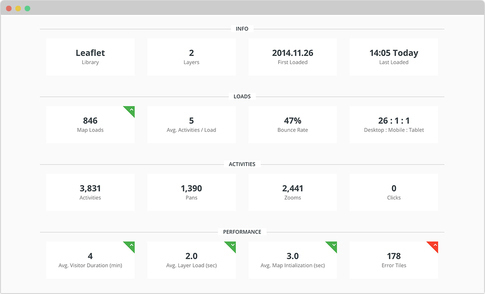 INFO
Leaflet
Library
2
Layers
2014.11.26
First Loaded
14:05 Today
Last Loaded
LOADS
846
Map Loads
5
Avg. Activities / Load
47%
Bounce Rate
26 : 1 : 1
Desktop : Mobile : Tablet
ACTIVITIES
3,831
Activities
1,390
Pans
2,441
Zooms
0
Clicks
PERFORMANCE
4
Avg. Visitor Duration (min)
2.0
Avg. Layer Load (sec)
3.0
Avg. Map Intialization (sec)
178
Error Tiles